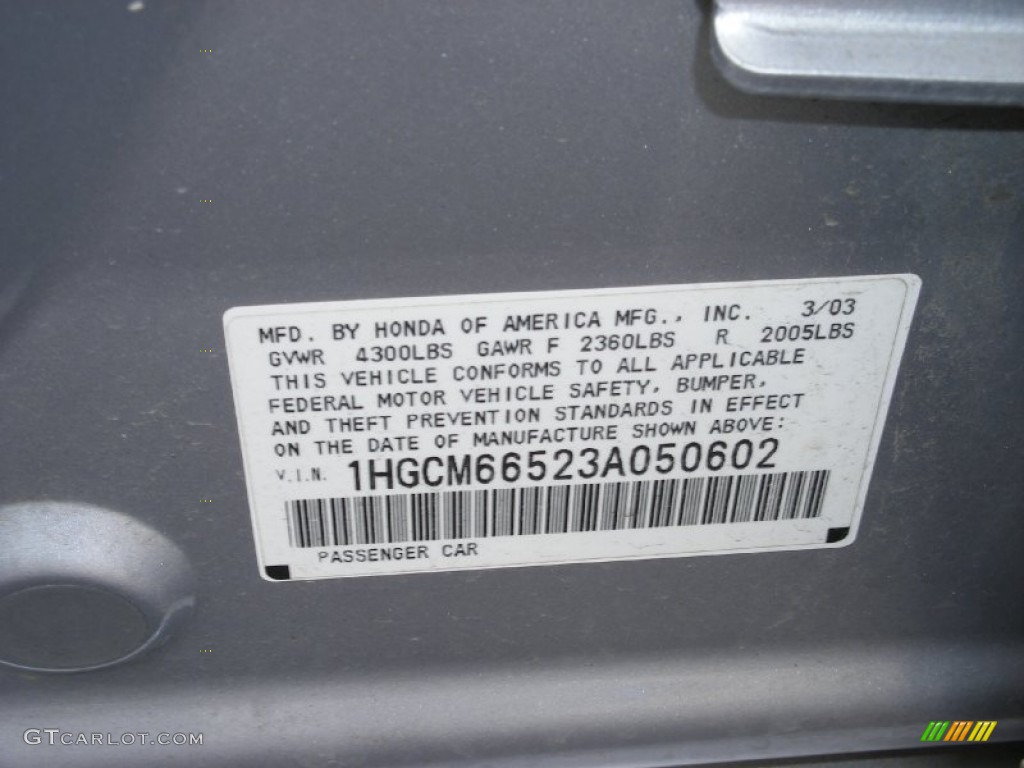 MFD. BY HONDA OF AMERICA MFG., INC. 3/03
GVWR 4300LBS GAWR F 2360LBS R 2005LBS
THIS VEHICLE CONFORMS TO ALL APPLICABLE
FEDERAL MOTOR VEHICLE SAFETY, BUMPER,
AND THEFT PREVENTION STANDARDS IN EFFECT
ON THE DATE OF MANUFACTURE SHOWN ABOVE:
V.I.N. 1HGCM66523A050602
PASSENGER CAR
GTCARLOT.COM